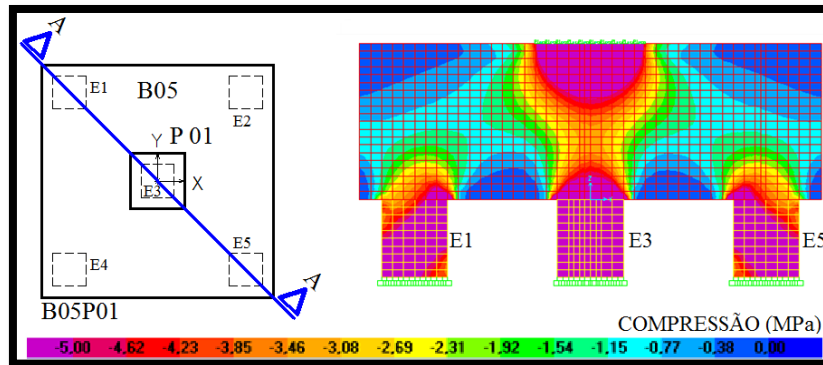 A
E1
B05
E2
P 01
Y
X
E3
E4
E5
A
B05P01
E1
E3
E5
COMPRESSÃO (MPa)
-5,00 -4,62 -4,23 -3,85 -3,46 -3,08 -2,69 -2,31 -1,92 -1,54 -1,15 -0,77 -0,38 0,00